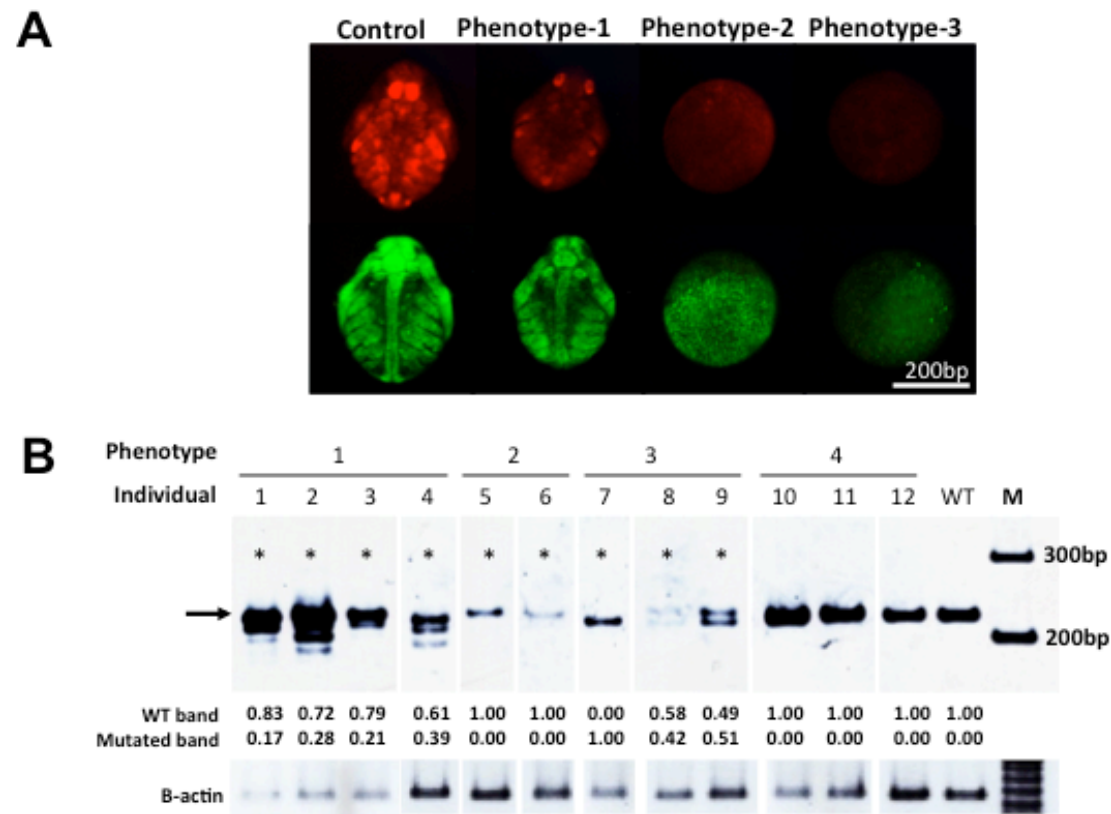 A
Control Phenotype-1 Phenotype-2 Phenotype-3
200bp
B
Phenotype 1 2 3 4
Individual 1 2 3 4 5 6 7 8 9 10 11 12 WT M
* * * * * * * * *
300bp
200bp
WT band 0.83 0.72 0.79 0.61 1.00 1.00 0.00 0.58 0.49 1.00 1.00 1.00 1.00
Mutated band 0.17 0.28 0.21 0.39 0.00 0.00 1.00 0.42 0.51 0.00 0.00 0.00 0.00
B-actin